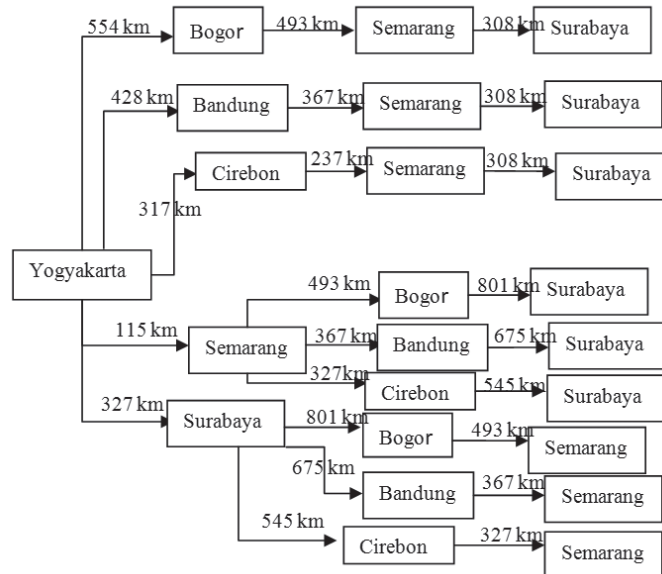 554 km Bogor 493 km Semarang 308 km Surabaya
428 km Bandung 367 km Semarang 308 km Surabaya
317 km Cirebon 237 km Semarang 308 km Surabaya
Yogyakarta
115 km Semarang
493 km Bogor 801 km Surabaya
367 km Bandung 675 km Surabaya
327 km Cirebon 545 km Surabaya
327 km Surabaya
801 km Bogor 493 km Semarang
675 km Bandung 367 km Semarang
545 km Cirebon 327 km Semarang